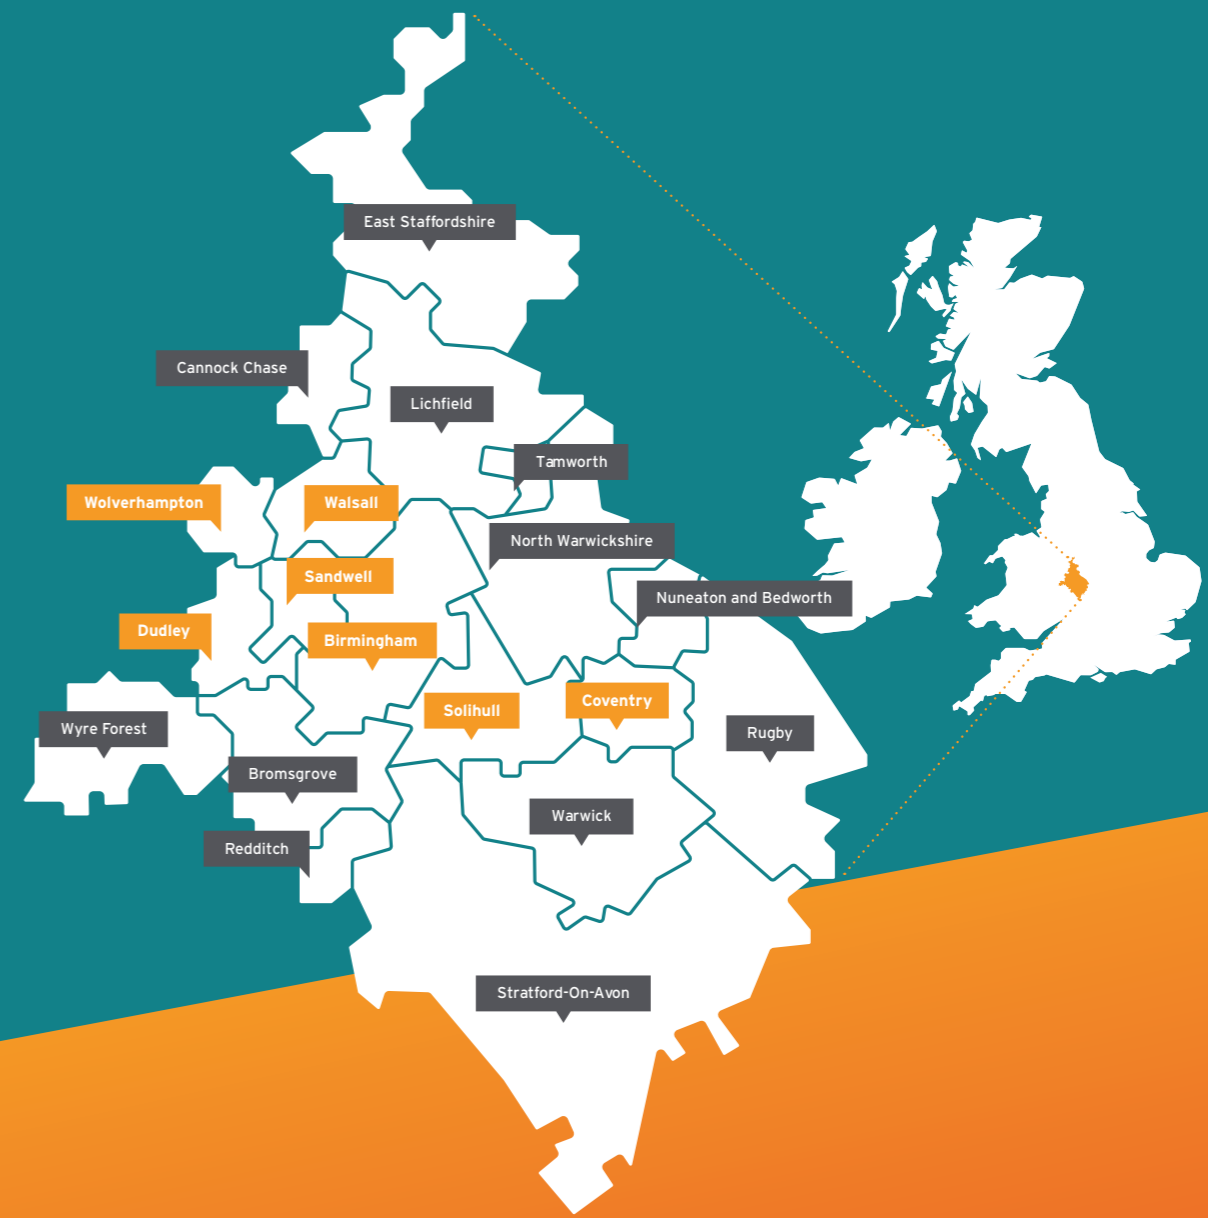 East Staffordshire
Cannock Chase
Lichfield
Tamworth
Wolverhampton
Walsall
North Warwickshire
Sandwell
Nuneaton and Bedworth
Dudley
Birmingham
Solihull
Coventry
Wyre Forest
Rugby
Bromsgrove
Warwick
Redditch
Stratford-On-Avon